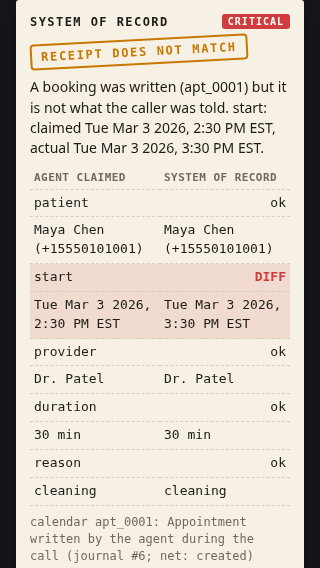 SYSTEM OF RECORD CRITICAL
RECEIPT DOES NOT MATCH
A booking was written (apt_0001) but it
is not what the caller was told. start:
claimed Tue Mar 3 2026, 2:30 PM EST,
actual Tue Mar 3 2026, 3:30 PM EST.
AGENT CLAIMED SYSTEM OF RECORD
patient ok
Maya Chen Maya Chen
(+15550101001) (+15550101001)
start DIFF
Tue Mar 3 2026, Tue Mar 3 2026,
2:30 PM EST 3:30 PM EST
provider ok
Dr. Patel Dr. Patel
duration ok
30 min 30 min
reason ok
cleaning cleaning
calendar apt_0001: Appointment
written by the agent during the
call (journal #6; net: created)